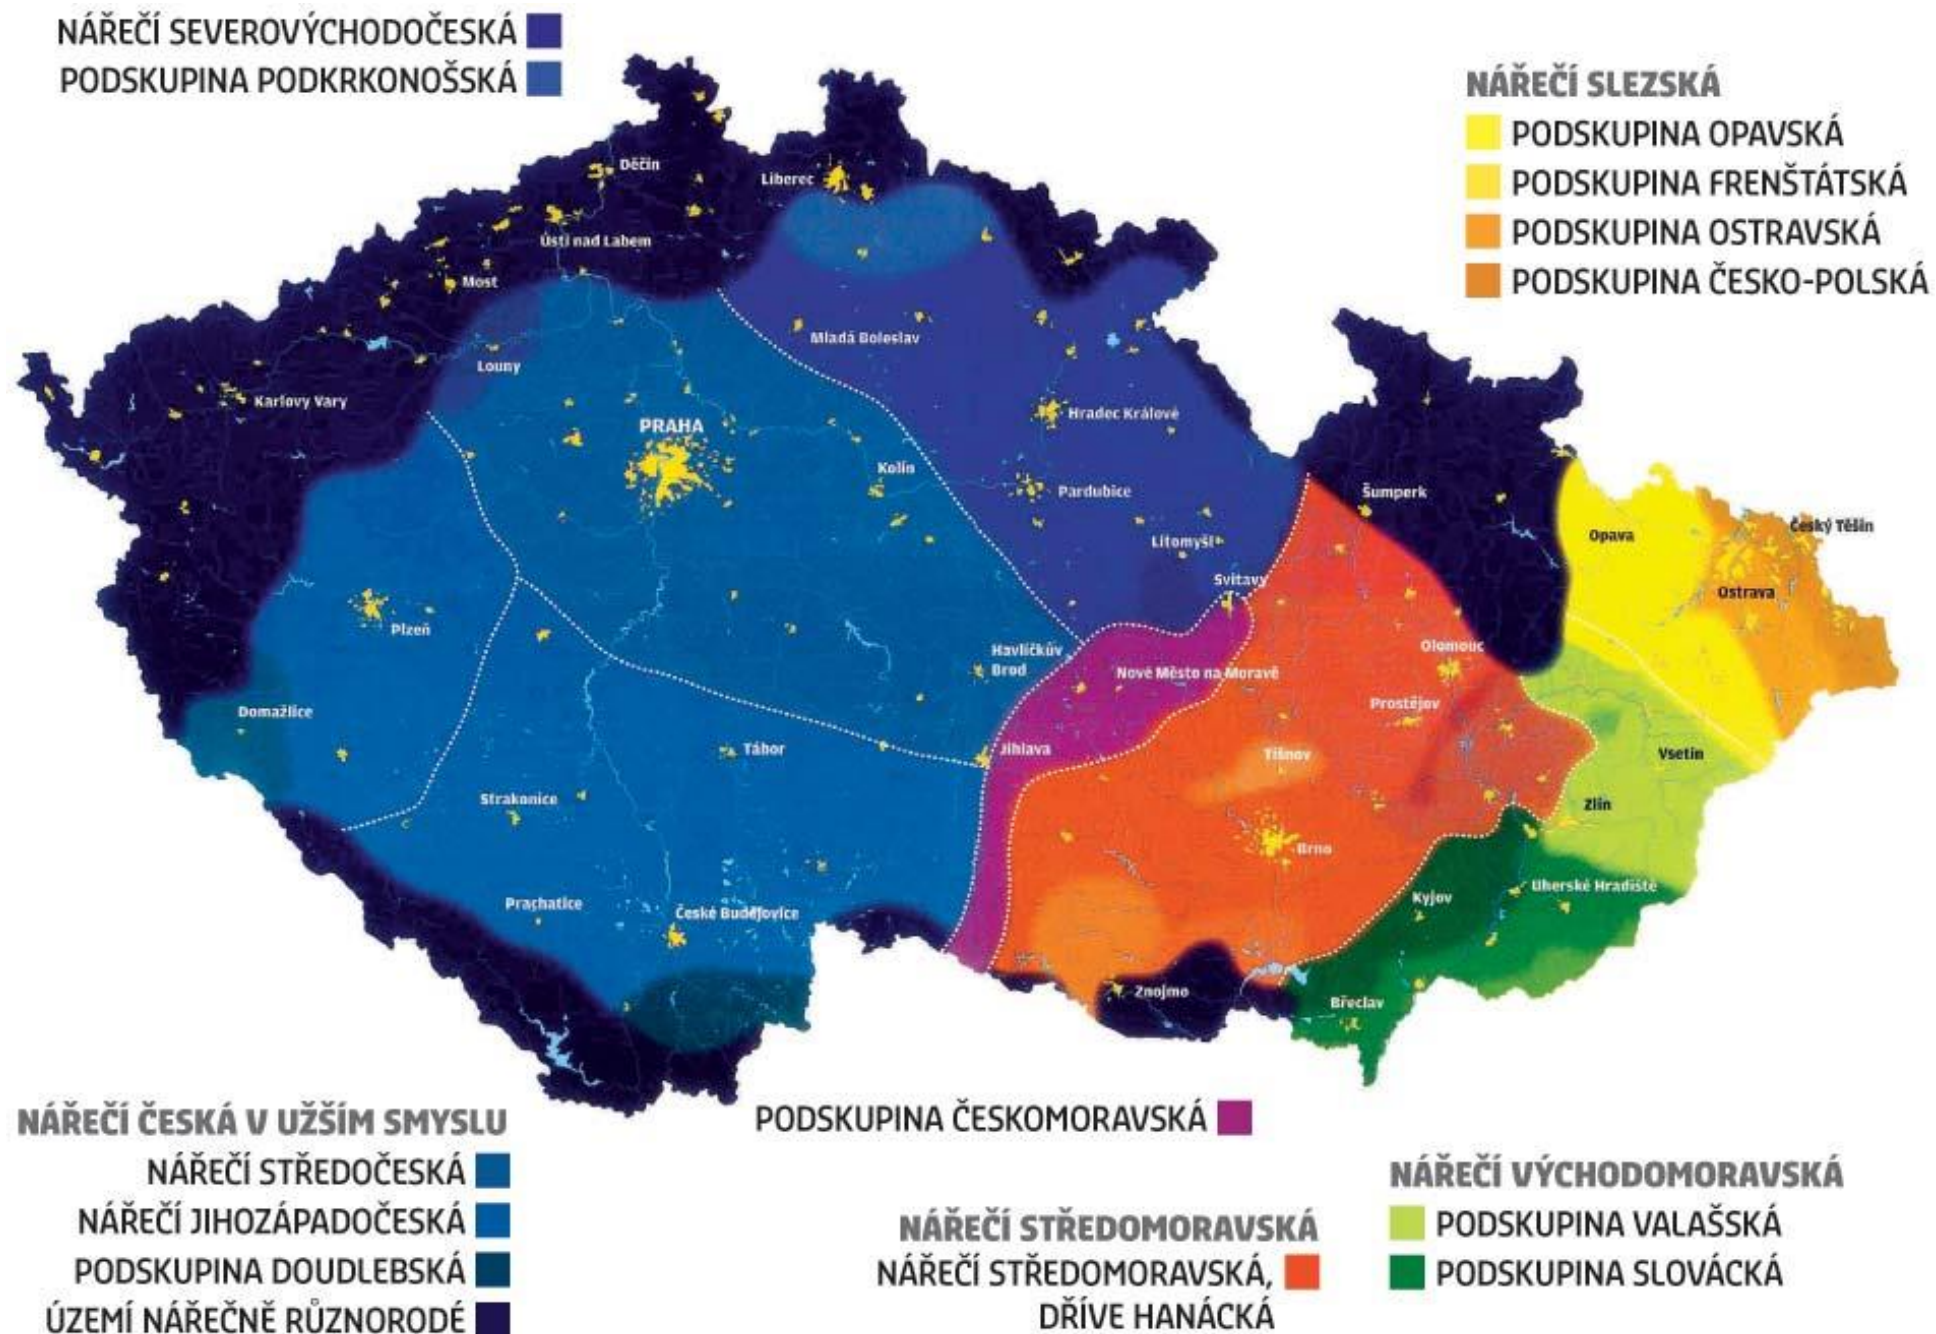 NÁŘEČÍ SEVEROVÝCHODOČESKÁ
PODSKUPINA PODKRKONOŠSKÁ
NÁŘEČÍ SLEZSKÁ
PODSKUPINA OPAVSKÁ
PODSKUPINA FRENŠTÁTSKÁ
PODSKUPINA OSTRAVSKÁ
PODSKUPINA ČESKO-POLSKÁ
Děčín
Liberec
Ústí nad Labem
Most
Mladá Boleslav
Louny
Karlovy Vary
Hradec Králové
PRAHA
Kolín
Pardubice
Šumperk
Litomyšl
Opava
Český Těšín
Svitavy
Ostrava
Plzeň
Havlíčkův
Brod
Olomouc
Nové Město na Moravě
Prostějov
Domažlice
Tábor
Jihlava
Tišnov
Vsetín
Strakonice
Zlín
Brno
Uherské Hradiště
Kyjov
Prachatice
České Budějovice
Znojmo
Břeclav
NÁŘEČÍ ČESKÁ V UŽŠÍM SMYSLU
NÁŘEČÍ STŘEDOČESKÁ
NÁŘEČÍ JIHOZÁPADOČESKÁ
PODSKUPINA DOUDLEBSKÁ
ÚZEMÍ NÁŘEČNĚ RŮZNORODÉ
PODSKUPINA ČESKOMORAVSKÁ
NÁŘEČÍ STŘEDOMORAVSKÁ
NÁŘEČÍ STŘEDOMORAVSKÁ,
DŘÍVE HANÁCKÁ
NÁŘEČÍ VÝCHODOMORAVSKÁ
PODSKUPINA VALAŠSKÁ
PODSKUPINA SLOVÁCKÁ